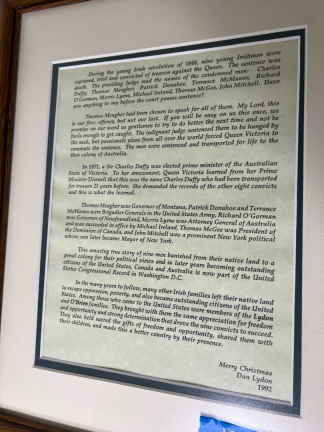 During the young Irish revolution of 1848, nine young Irishmen were
captured, tried and convicted of treason against the Queen. The sentence was
death. The presiding Judge read the names of the condemned men: Charles
Duffy, Thomas Meagher, Patrick Donahoe, Terrance McManus, Richard
O'Gorman, Morris Lyene, Michael Ireland, Thomas McGee, John Mitchell. Have
you anything to say before the court passes sentence?
Thomas Meagher had been chosen to speak for all of them. My Lord, this
is our first offense, but not our last. If you will be easy on us this once, we
promise on our word as gentlemen to try to do better the next time and not be
fools enough to get caught. The indignant judge sentenced them to be hanged by
the neck, but passionate pleas from all over the world forced Queen Victoria to
commute the sentence. The men were sentenced and transported for life to the
then colony of Australia.
In 1871, a Sir Charles Duffy was elected prime minister of the Australian
State of Victoria. To her amazement, Queen Victoria learned from her Prime
Minister Disraeli that this was the same Charles Duffy who had been transported
for treason 21 years before. She demanded the records of the other eight convicts
and this is what she learned.
Thomas Meagher was Governor of Montana, Patrick Donahoe and Terrance
McManus were Brigadier Generals in the United States Army, Richard O'Gorman
was Governor of Newfoundland, Morris Lyene was Attorney General of Australia
and was succeeded in office by Michael Ireland, Thomas McGee was President of
the Dominion of Canada, and John Mitchell was a prominent New York political
whose son later became Mayor of New York.
This amazing true story of nine men banished from their native land to a
penal colony for their political views and in later years becoming outstanding
citizens of the United States, Canada and Australia is now part of the United
States Congressional Record in Washington D.C.
In the many years to follow, many other Irish families left their native land
to escape oppression, poverty, and also became outstanding citizens of the United
States. Among those who came to the United States were members of the Lydon
and O'Brien families. They brought with them the same appreciation for freedom
and opportunity and strong determination that drove the nine convicts to succeed.
They also held sacred the gifts of freedom and opportunity, shared them with
their children, and made this a better country by their presence.
Merry Christmas
Dan Lydon
1992